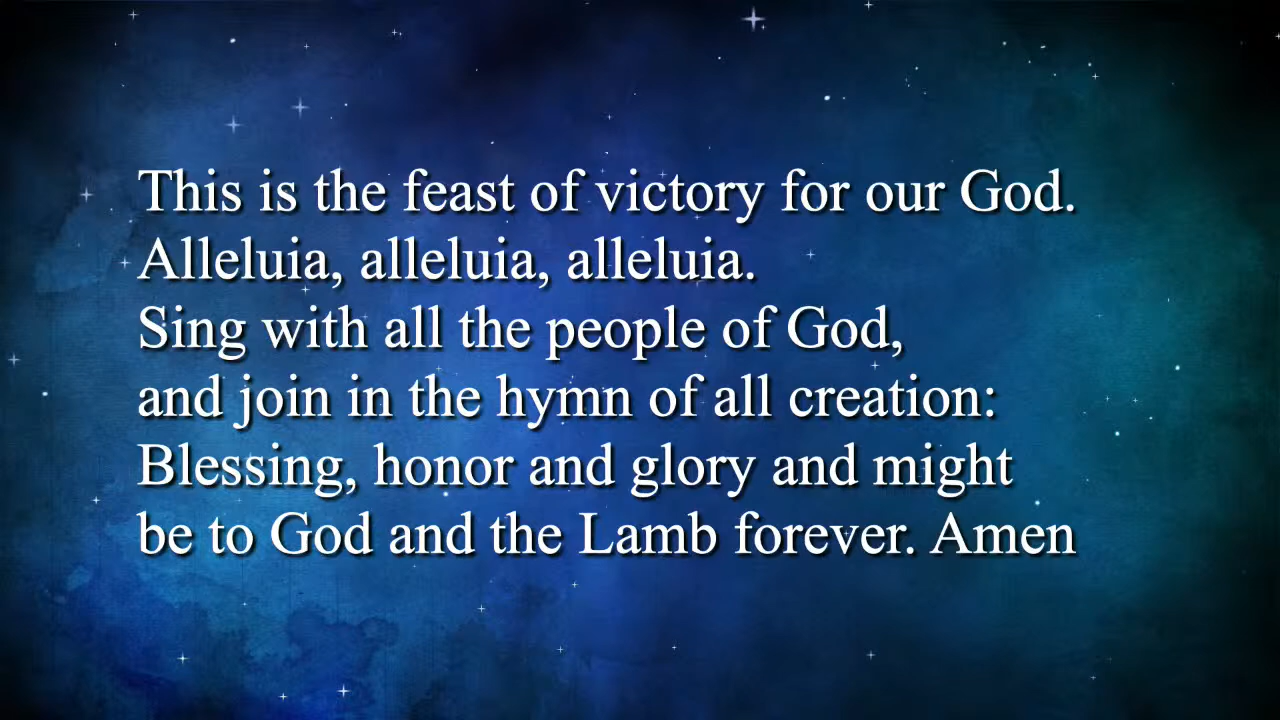 This is the feast of victory for our God.
Alleluia, alleluia, alleluia.
Sing with all the people of God,
and join in the hymn of all creation:
Blessing, honor and glory and might
be to God and the Lamb forever. Amen